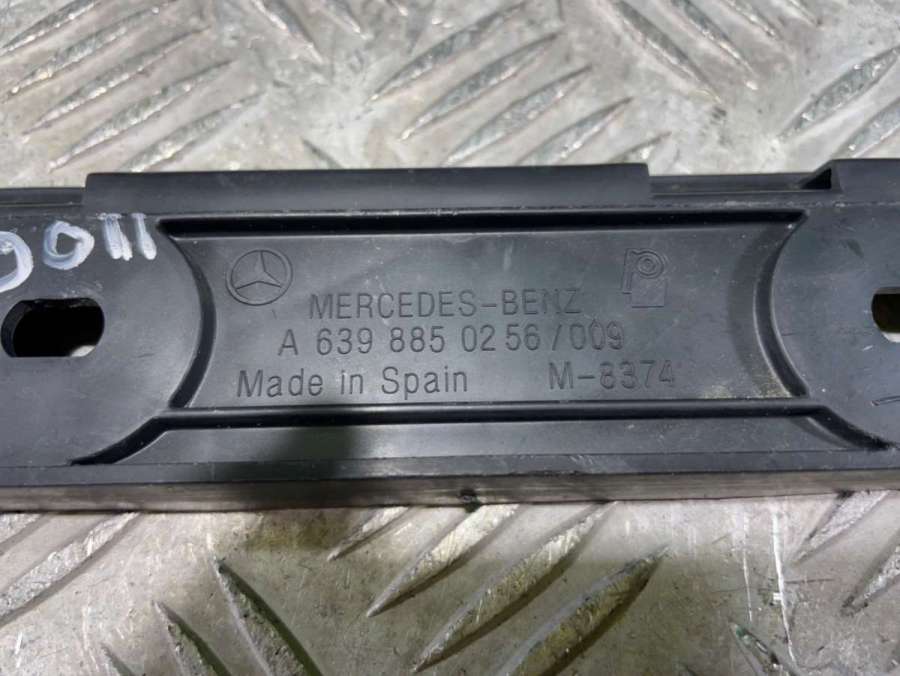 MERCEDES-BENZ
A 639 885 02 56/009
Made in Spain M-8374